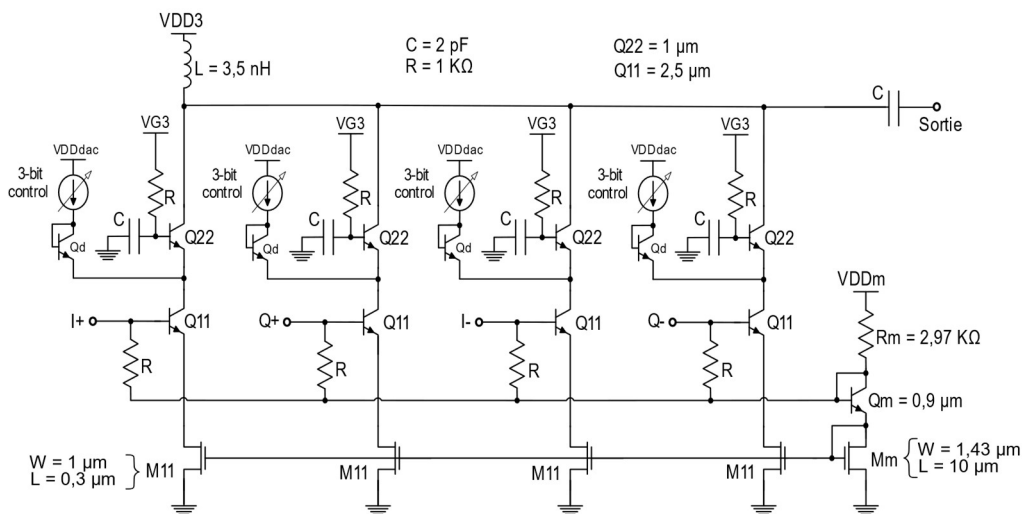 VDD3
L = 3,5 nH
C = 2 pF
R = 1 KΩ
Q22 = 1 µm
Q11 = 2,5 µm
C
Sortie
VG3
VG3
VG3
VG3
VDDdac
VDDdac
VDDdac
VDDdac
3-bit
control
3-bit
control
3-bit
control
3-bit
control
R
R
R
R
C
C
C
C
Qd
Qd
Qd
Qd
Q22
Q22
Q22
Q22
VDDm
I+
Q11
Q+
Q11
I-
Q11
Q-
Q11
Rm = 2,97 KΩ
R
R
R
R
Qm = 0,9 µm
W = 1 µm
L = 0,3 µm
M11
M11
M11
M11
Mm
W = 1,43 µm
L = 10 µm